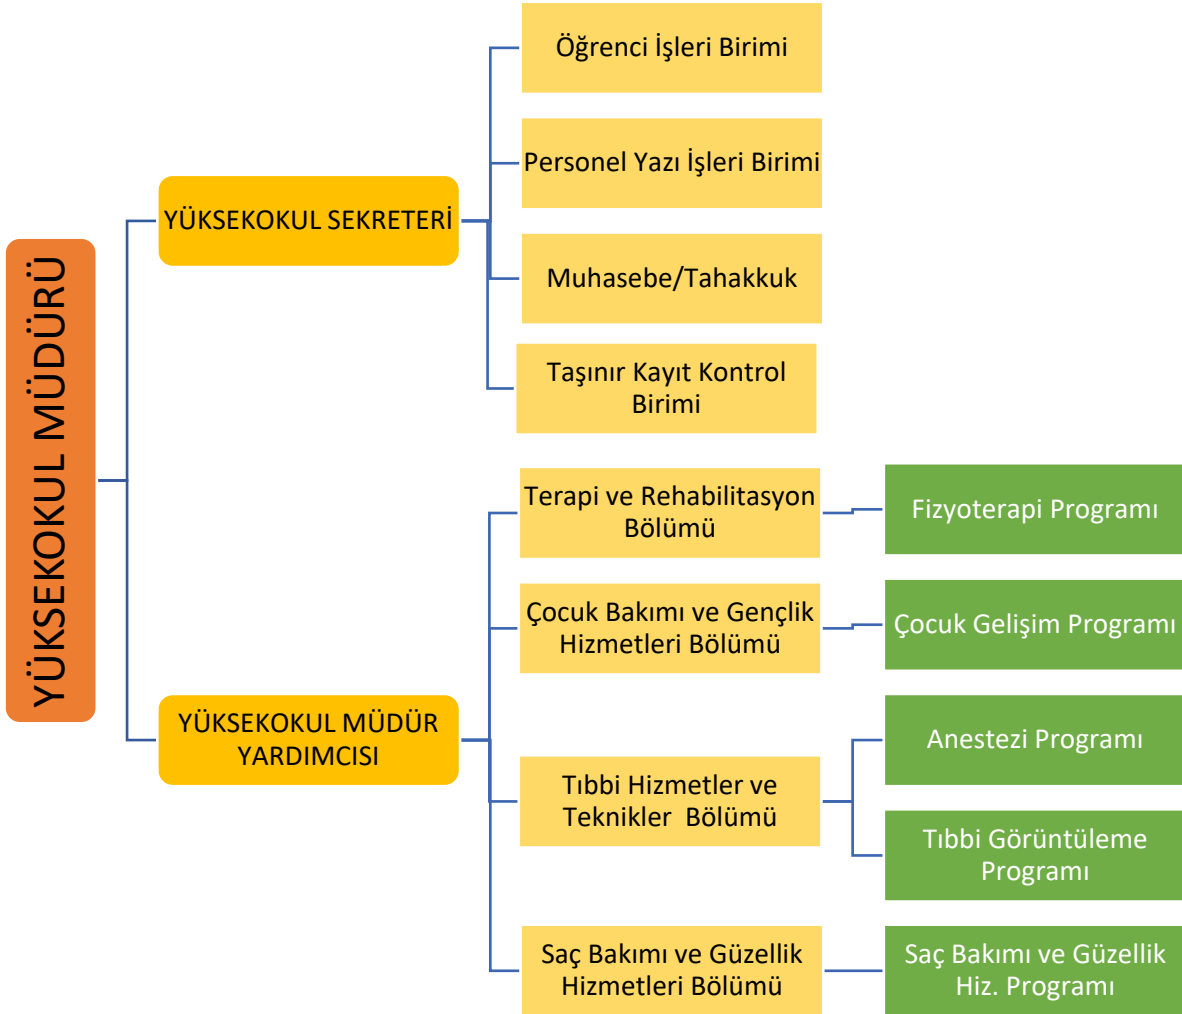 YÜKSEKOKUL MÜDÜRÜ
YÜKSEKOKUL SEKRETERİ
Öğrenci İşleri Birimi
Personel Yazı İşleri Birimi
Muhasebe/Tahakkuk
Taşınır Kayıt Kontrol
Birimi
YÜKSEKOKUL MÜDÜR
YARDIMCISI
Terapi ve Rehabilitasyon
Bölümü
Fizyoterapi Programı
Çocuk Bakımı ve Gençlik
Hizmetleri Bölümü
Çocuk Gelişim Programı
Tıbbi Hizmetler ve
Teknikler  Bölümü
Anestezi Programı
Tıbbi Görüntüleme
Programı
Saç Bakımı ve Güzellik
Hizmetleri Bölümü
Saç Bakımı ve Güzellik
Hiz. Programı